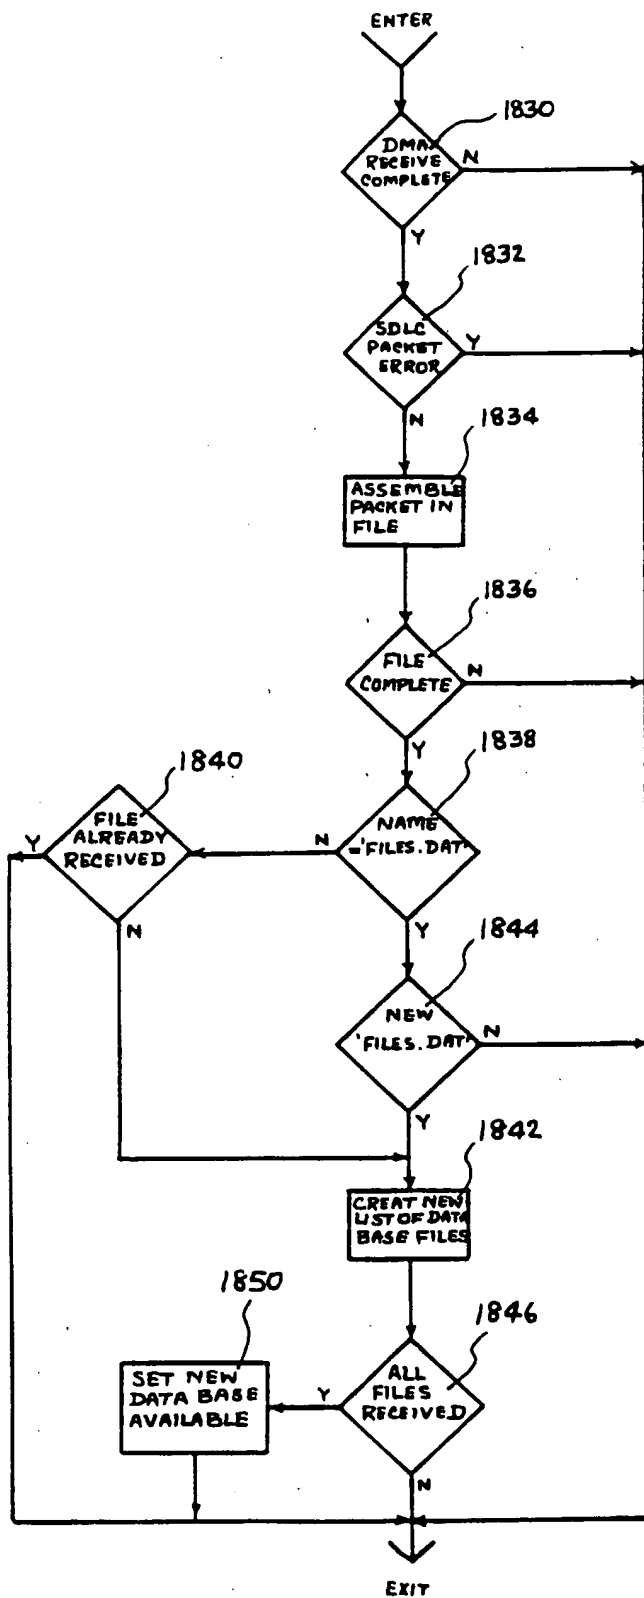 ENTER
1830
DMA
RECEIVE
COMPLETE
N
Y
1832
SDLC
PACKET
ERROR
Y
N
1834
ASSEMBLE
PACKET IN
FILE
1836
FILE
COMPLETE
N
Y
1838
NAME
='FILES.DAT'
N
Y
1840
FILE
ALREADY
RECEIVED
Y
N
1844
NEW
'FILES.DAT'
N
Y
1842
CREAT NEW
LIST OF DATA
BASE FILES
1846
ALL
FILES
RECEIVED
Y
N
1850
SET NEW
DATA BASE
AVAILABLE
EXIT